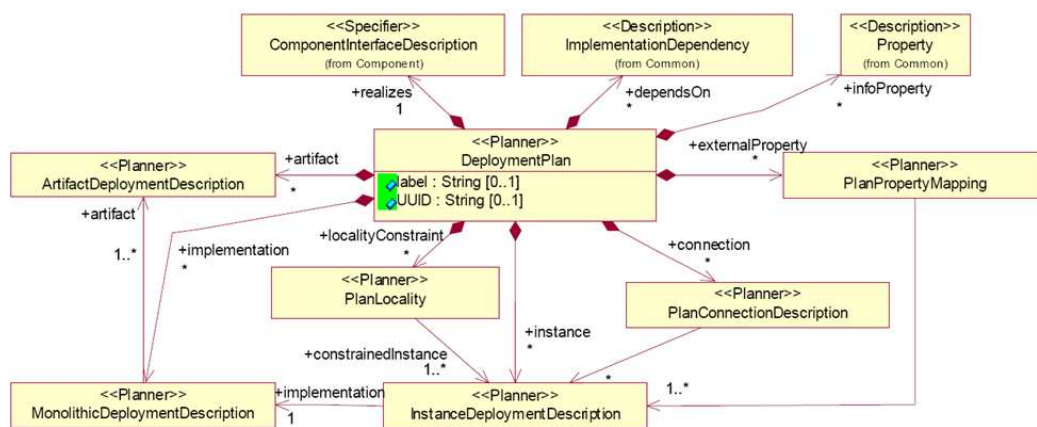 <<Specifier>>
ComponentInterfaceDescription
(from Component)
<<Description>>
ImplementationDependency
(from Common)
<<Description>>
Property
(from Common)
+realizes
1
+dependsOn
*
+infoProperty
*
<<Planner>>
DeploymentPlan
label : String [0..1]
UUID : String [0..1]
+externalProperty
*
<<Planner>>
PlanPropertyMapping
<<Planner>>
ArtifactDeploymentDescription
+artifact
*
+artifact
1..*
+implementation
*
+localityConstraint
*
+connection
*
<<Planner>>
PlanLocality
<<Planner>>
PlanConnectionDescription
+instance
*
+constrainedInstance
1..*
*
1..*
<<Planner>>
MonolithicDeploymentDescription
+implementation
1
<<Planner>>
InstanceDeploymentDescription